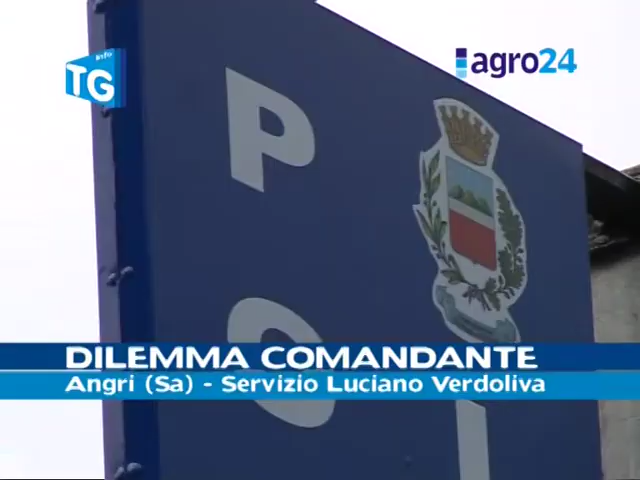 info
TG
agro24
P
O
DILEMMA COMANDANTE
Angri (Sa) - Servizio Luciano Verdoliva